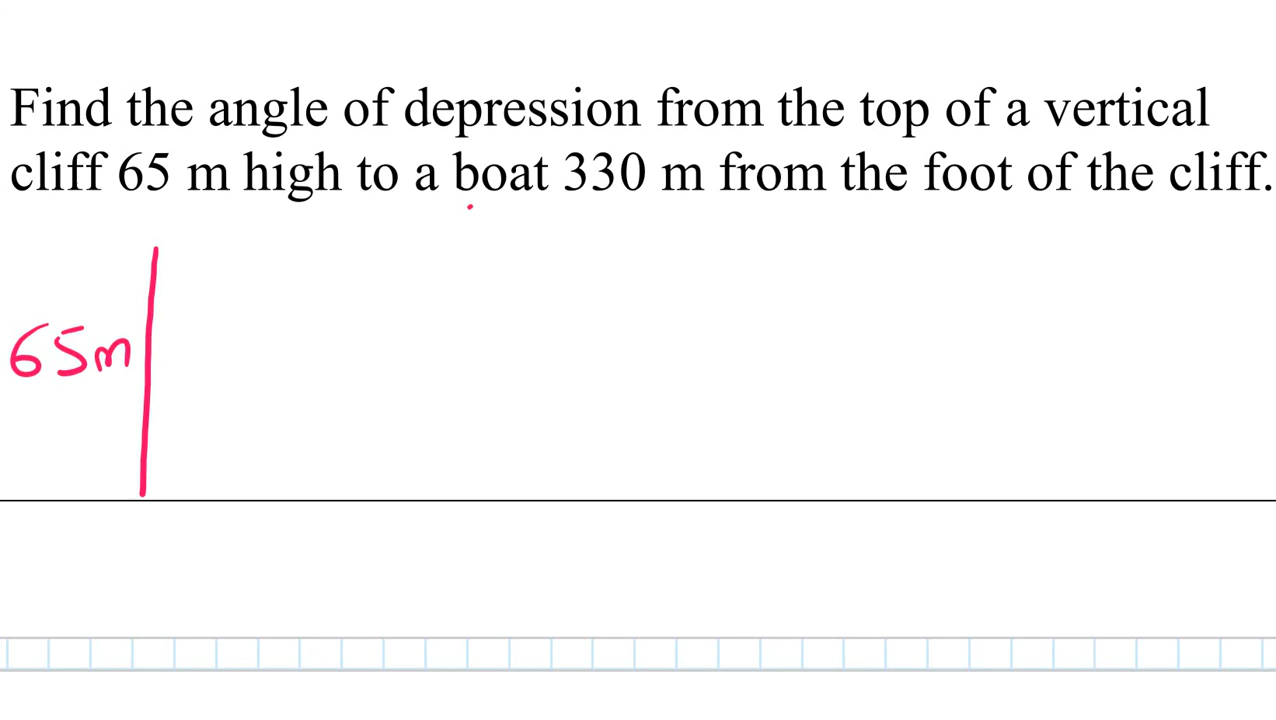 Find the angle of depression from the top of a vertical
cliff 65 m high to a boat 330 m from the foot of the cliff.
65m